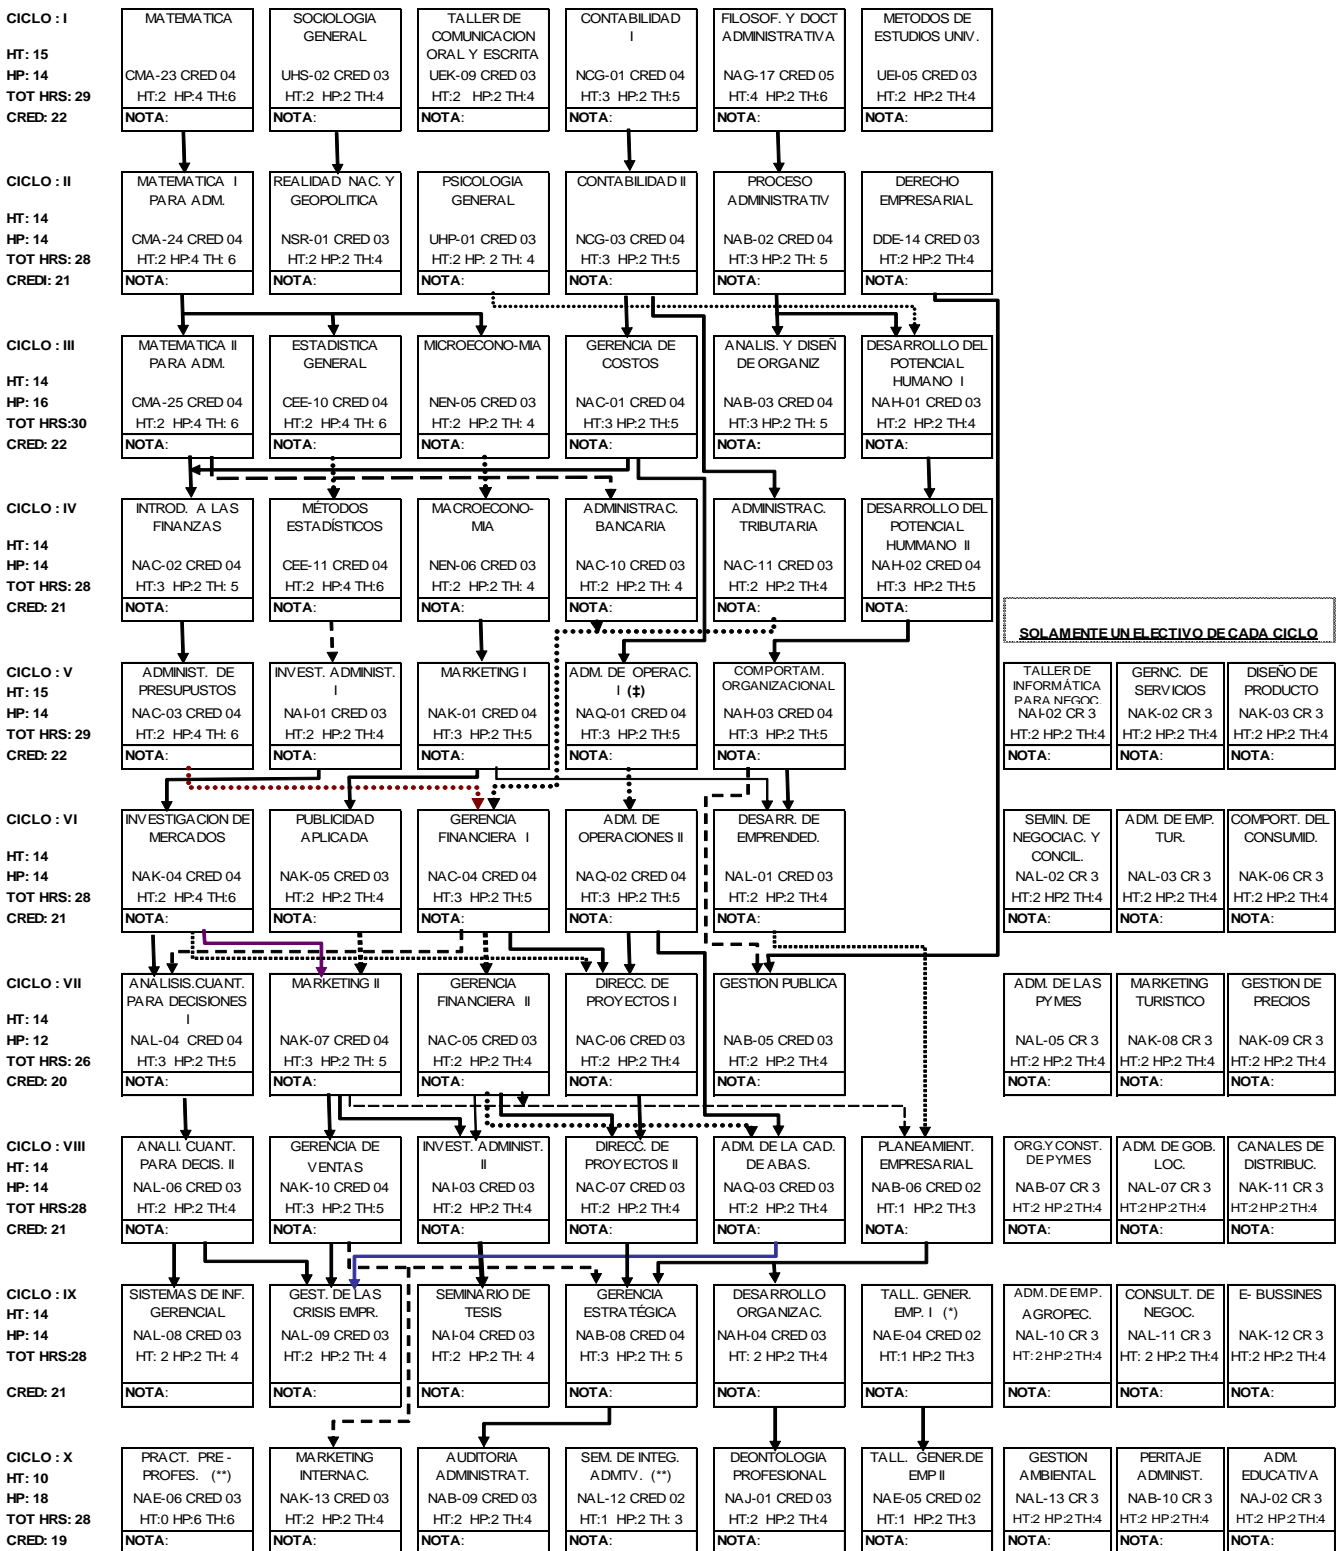 CICLO : I
HT: 15
HP: 14
TOT HRS: 29
CRED: 22
MATEMATICA
CMA-23 CRED 04
HT:2 HP:4 TH:6
NOTA:
SOCIOLOGIA
GENERAL
UHS-02 CRED 03
HT:2 HP:2 TH:4
NOTA:
TALLER DE
COMUNICACION
ORAL Y ESCRITA
UEK-09 CRED 03
HT:2 HP:2 TH:4
NOTA:
CONTABILIDAD
I
NCG-01 CRED 04
HT:3 HP:2 TH:5
NOTA:
FILOSOF. Y DOCT
ADMINISTRATIVA
NAG-17 CRED 05
HT:4 HP:2 TH:6
NOTA:
METODOS DE
ESTUDIOS UNIV.
UEI-05 CRED 03
HT:2 HP:2 TH:4
NOTA:
CICLO : II
HT: 14
HP: 14
TOT HRS: 28
CREDI: 21
MATEMATICA I
PARA ADM.
CMA-24 CRED 04
HT:2 HP:4 TH: 6
NOTA:
REALIDAD NAC. Y
GEOPOLITICA
NSR-01 CRED 03
HT:2 HP:2 TH:4
NOTA:
PSICOLOGIA
GENERAL
UHP-01 CRED 03
HT:2 HP: 2 TH: 4
NOTA:
CONTABILIDAD II
NCG-03 CRED 04
HT:3 HP:2 TH:5
NOTA:
PROCESO
ADMINISTRATIV
NAB-02 CRED 04
HT:3 HP:2 TH: 5
NOTA:
DERECHO
EMPRESARIAL
DDE-14 CRED 03
HT:2 HP:2 TH:4
NOTA:
CICLO : III
HT: 14
HP: 16
TOT HRS:30
CRED: 22
MATEMATICA II
PARA ADM.
CMA-25 CRED 04
HT:2 HP:4 TH: 6
NOTA:
ESTADISTICA
GENERAL
CEE-10 CRED 04
HT:2 HP:4 TH: 6
NOTA:
MICROECONO-MIA
NEN-05 CRED 03
HT:2 HP:2 TH: 4
NOTA:
GERENCIA DE
COSTOS
NAC-01 CRED 04
HT:3 HP:2 TH:5
NOTA:
ANALIS. Y DISEÑ
DE ORGANIZ
NAB-03 CRED 04
HT:3 HP:2 TH: 5
NOTA:
DESARROLLO DEL
POTENCIAL
HUMANO I
NAH-01 CRED 03
HT:2 HP:2 TH:4
NOTA:
CICLO : IV
HT: 14
HP: 14
TOT HRS: 28
CRED: 21
INTROD. A LAS
FINANZAS
NAC-02 CRED 04
HT:3 HP:2 TH: 5
NOTA:
MÉTODOS
ESTADÍSTICOS
CEE-11 CRED 04
HT:2 HP:4 TH:6
NOTA:
MACROECONO-
MIA
NEN-06 CRED 03
HT:2 HP:2 TH: 4
NOTA:
ADMINISTRAC.
BANCARIA
NAC-10 CRED 03
HT:2 HP:2 TH: 4
NOTA:
ADMINISTRAC.
TRIBUTARIA
NAC-11 CRED 03
HT:2 HP:2 TH:4
NOTA:
DESARROLLO DEL
POTENCIAL
HUMMANO II
NAH-02 CRED 04
HT:3 HP:2 TH:5
NOTA:
SOLAMENTE UN ELECTIVO DE CADA CICLO
CICLO : V
HT: 15
HP: 14
TOT HRS: 29
CRED: 22
ADMINIST. DE
PRESUPUSTOS
NAC-03 CRED 04
HT:2 HP:4 TH: 6
NOTA:
INVEST. ADMINIST.
I
NAI-01 CRED 03
HT:2 HP:2 TH:4
NOTA:
MARKETING I
NAK-01 CRED 04
HT:3 HP:2 TH:5
NOTA:
ADM. DE OPERAC.
I (‡)
NAQ-01 CRED 04
HT:3 HP:2 TH:5
NOTA:
COMPORTAM.
ORGANIZACIONAL
NAH-03 CRED 04
HT:3 HP:2 TH:5
NOTA:
TALLER DE
INFORMÁTICA
PARA NEGOC.
NAI-02 CR 3
HT:2 HP:2 TH:4
NOTA:
GERNC. DE
SERVICIOS
NAK-02 CR 3
HT:2 HP:2 TH:4
NOTA:
DISEÑO DE
PRODUCTO
NAK-03 CR 3
HT:2 HP:2 TH:4
NOTA:
CICLO : VI
HT: 14
HP: 14
TOT HRS: 28
CRED: 21
INVESTIGACION DE
MERCADOS
NAK-04 CRED 04
HT:2 HP:4 TH:6
NOTA:
PUBLICIDAD
APLICADA
NAK-05 CRED 03
HT:2 HP:2 TH:4
NOTA:
GERENCIA
FINANCIERA I
NAC-04 CRED 04
HT:3 HP:2 TH:5
NOTA:
ADM. DE
OPERACIONES II
NAQ-02 CRED 04
HT:3 HP:2 TH:5
NOTA:
DESARR. DE
EMPRENDED.
NAL-01 CRED 03
HT:2 HP:2 TH:4
NOTA:
SEMIN. DE
NEGOCIAC. Y
CONCIL.
NAL-02 CR 3
HT:2 HP2 TH:4
NOTA:
ADM. DE EMP.
TUR.
NAL-03 CR 3
HT:2 HP:2 TH:4
NOTA:
COMPORT. DEL
CONSUMID.
NAK-06 CR 3
HT:2 HP:2 TH:4
NOTA:
CICLO : VII
HT: 14
HP: 12
TOT HRS: 26
CRED: 20
ANALISIS.CUANT.
PARA DECISIONES
I
NAL-04 CRED 04
HT:3 HP:2 TH:5
NOTA:
MARKETING II
NAK-07 CRED 04
HT:3 HP:2 TH: 5
NOTA:
GERENCIA
FINANCIERA II
NAC-05 CRED 03
HT:2 HP:2 TH:4
NOTA:
DIRECC. DE
PROYECTOS I
NAC-06 CRED 03
HT:2 HP:2 TH:4
NOTA:
GESTION PUBLICA
NAB-05 CRED 03
HT:2 HP:2 TH:4
NOTA:
ADM. DE LAS
PYMES
NAL-05 CR 3
HT:2 HP:2 TH:4
NOTA:
MARKETING
TURISTICO
NAK-08 CR 3
HT:2 HP:2 TH:4
NOTA:
GESTION DE
PRECIOS
NAK-09 CR 3
HT:2 HP:2 TH:4
NOTA:
CICLO : VIII
HT: 14
HP: 14
TOT HRS:28
CRED: 21
ANALI. CUANT.
PARA DECIS. II
NAL-06 CRED 03
HT:2 HP:2 TH:4
NOTA:
GERENCIA DE
VENTAS
NAK-10 CRED 04
HT:3 HP:2 TH:5
NOTA:
INVEST. ADMINIST.
II
NAI-03 CRED 03
HT:2 HP:2 TH:4
NOTA:
DIRECC. DE
PROYECTOS II
NAC-07 CRED 03
HT:2 HP:2 TH:4
NOTA:
ADM. DE LA CAD.
DE ABAS.
NAQ-03 CRED 03
HT:2 HP:2 TH:4
NOTA:
PLANEAMIENT.
EMPRESARIAL
NAB-06 CRED 02
HT:1 HP:2 TH:3
NOTA:
ORG.Y CONST.
DE PYMES
NAB-07 CR 3
HT:2 HP:2 TH:4
NOTA:
ADM. DE GOB.
LOC.
NAL-07 CR 3
HT:2 HP:2 TH:4
NOTA:
CANALES DE
DISTRIBUC.
NAK-11 CR 3
HT:2 HP:2 TH:4
NOTA:
CICLO : IX
HT: 14
HP: 14
TOT HRS:28
CRED: 21
SISTEMAS DE INF.
GERENCIAL
NAL-08 CRED 03
HT: 2 HP:2 TH: 4
NOTA:
GEST. DE LAS
CRISIS EMPR.
NAL-09 CRED 03
HT:2 HP:2 TH: 4
NOTA:
SEMINARIO DE
TESIS
NAI-04 CRED 03
HT:2 HP:2 TH: 4
NOTA:
GERENCIA
ESTRATÉGICA
NAB-08 CRED 04
HT:3 HP:2 TH: 5
NOTA:
DESARROLLO
ORGANIZAC.
NAH-04 CRED 03
HT: 2 HP:2 TH:4
NOTA:
TALL. GENER.
EMP. I (*)
NAE-04 CRED 02
HT:1 HP:2 TH:3
NOTA:
ADM. DE EMP.
AGROPEC.
NAL-10 CR 3
HT: 2 HP:2 TH:4
NOTA:
CONSULT. DE
NEGOC.
NAL-11 CR 3
HT: 2 HP:2 TH:4
NOTA:
E- BUSSINES
NAK-12 CR 3
HT:2 HP:2 TH:4
NOTA:
CICLO : X
HT: 10
HP: 18
TOT HRS: 28
CRED: 19
PRACT. PRE -
PROFES. (**)
NAE-06 CRED 03
HT:0 HP:6 TH:6
NOTA:
MARKETING
INTERNAC.
NAK-13 CRED 03
HT:2 HP:2 TH:4
NOTA:
AUDITORIA
ADMINISTRAT.
NAB-09 CRED 03
HT:2 HP:2 TH:4
NOTA:
SEM. DE INTEG.
ADMTV. (**)
NAL-12 CRED 02
HT:1 HP:2 TH: 3
NOTA:
DEONTOLOGIA
PROFESIONAL
NAJ-01 CRED 03
HT:2 HP:2 TH:4
NOTA:
TALL. GENER.DE
EMP II
NAE-05 CRED 02
HT:1 HP:2 TH:3
NOTA:
GESTION
AMBIENTAL
NAL-13 CR 3
HT:2 HP:2 TH:4
NOTA:
PERITAJE
ADMINIST.
NAB-10 CR 3
HT:2 HP:2 TH:4
NOTA:
ADM.
EDUCATIVA
NAJ-02 CR 3
HT:2 HP:2 TH:4
NOTA: